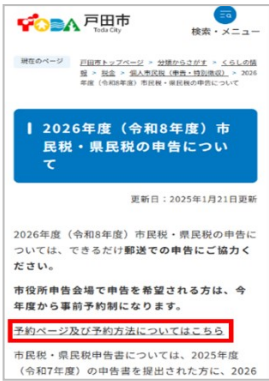 TODA 戸田市
Toda City
検索・メニュー
現在のページ
戸田市トップページ > 分類からさがす > くらしの情
報 > 税金 > 個人市民税（申告・特別徴収） > 2026
年度（令和8年度）市民税・県民税の申告について
2026年度（令和8年度）市
民税・県民税の申告につい
て
更新日：2025年1月21日更新
2026年度（令和8年度）市民税・県民税の申告に
ついては、できるだけ郵送での申告にご協力く
ださい。
市役所申告会場で申告を希望される方は、今
年度から事前予約制になります。
予約ページ及び予約方法についてはこちら
市民税・県民税申告書については、2025年度
（令和7年度）の申告書を提出された方に、2026